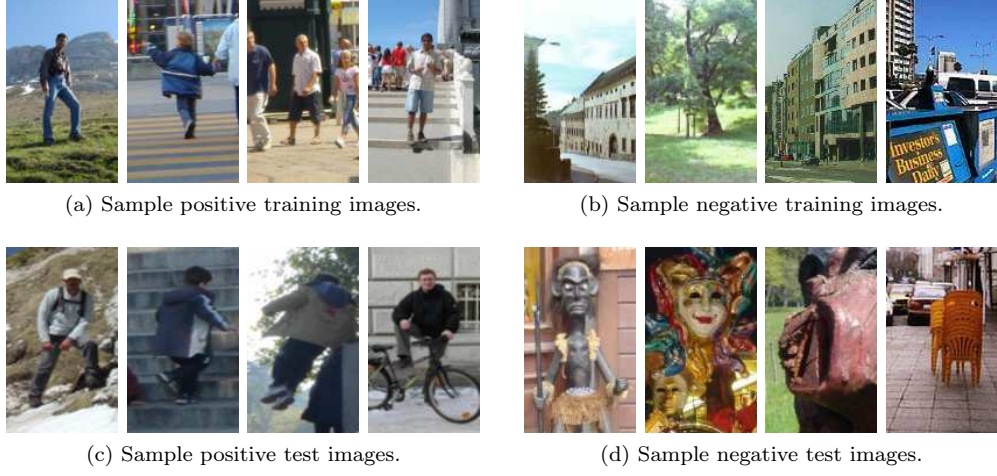 Investor's
Business
Daily
(a) Sample positive training images.
(b) Sample negative training images.
(c) Sample positive test images.
(d) Sample negative test images.